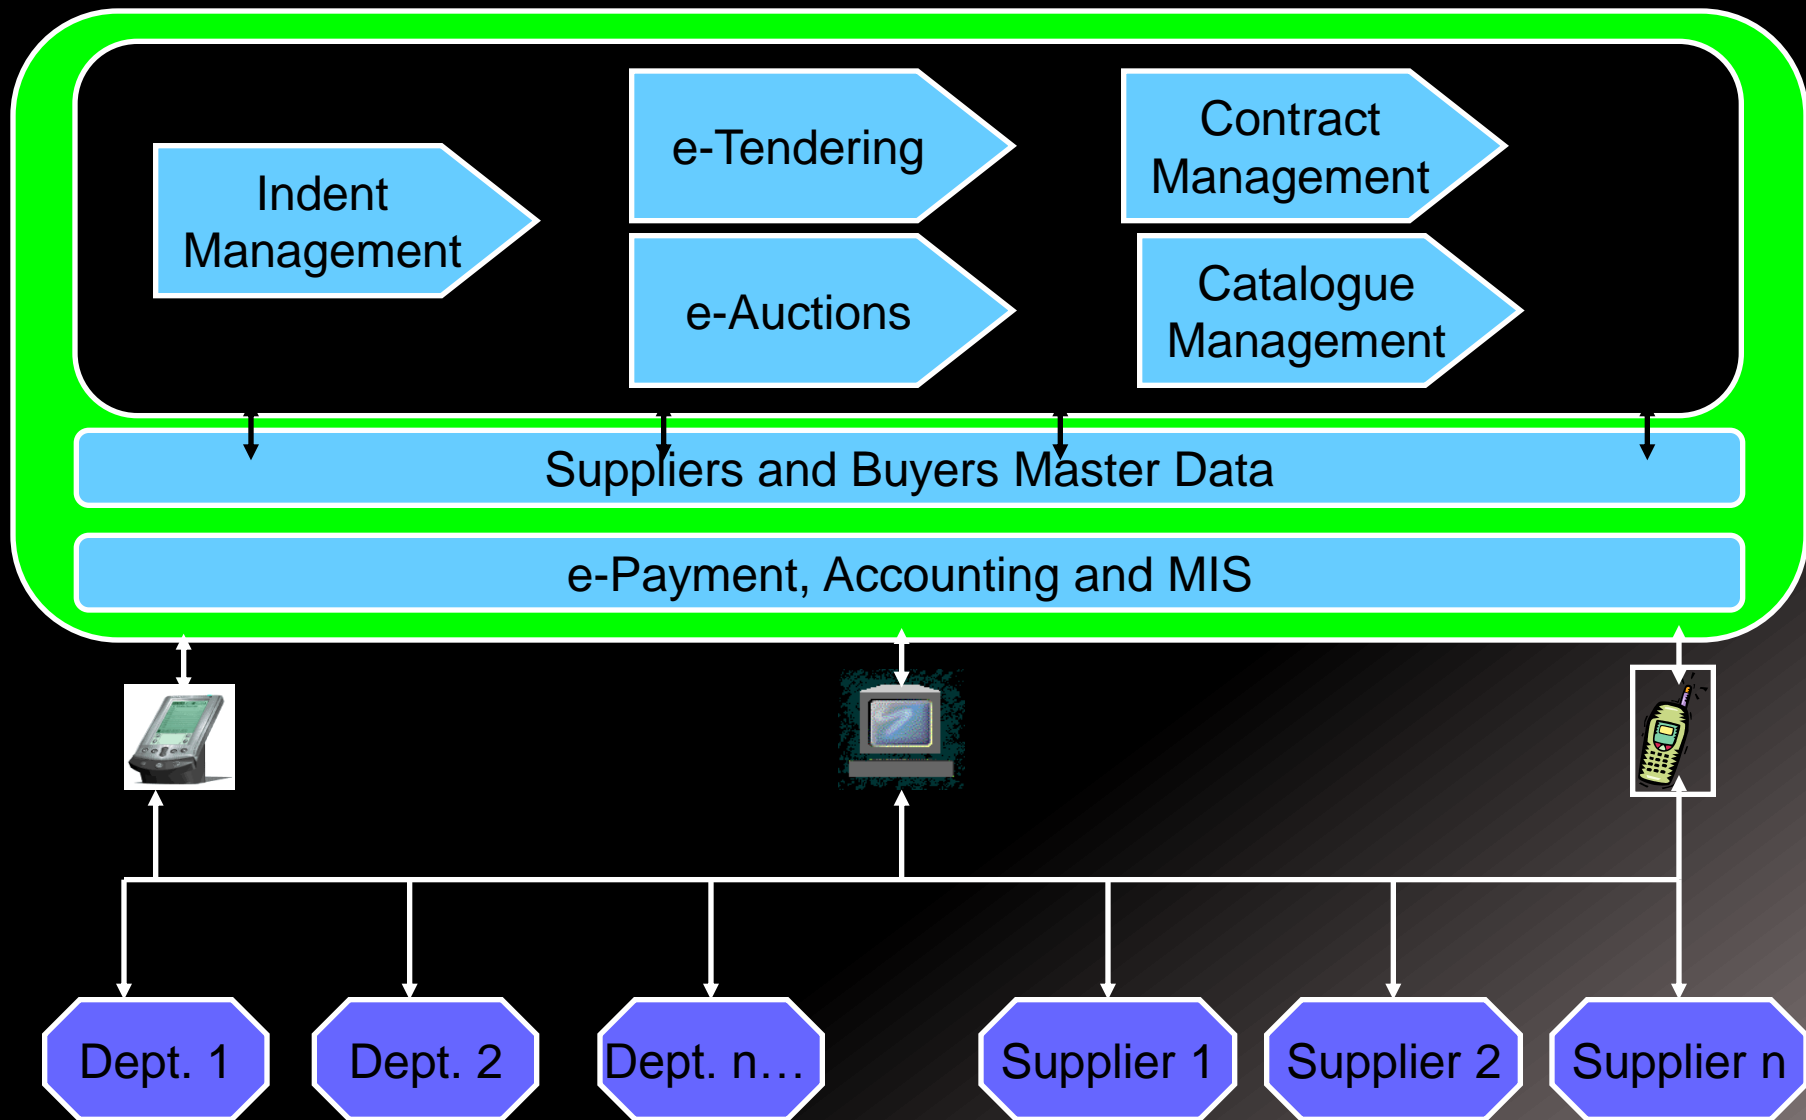 Indent
Management
e-Tendering
e-Auctions
Contract
Management
Catalogue
Management
Suppliers and Buyers Master Data
e-Payment, Accounting and MIS
Dept. 1
Dept. 2
Dept. n…
Supplier 1
Supplier 2
Supplier n